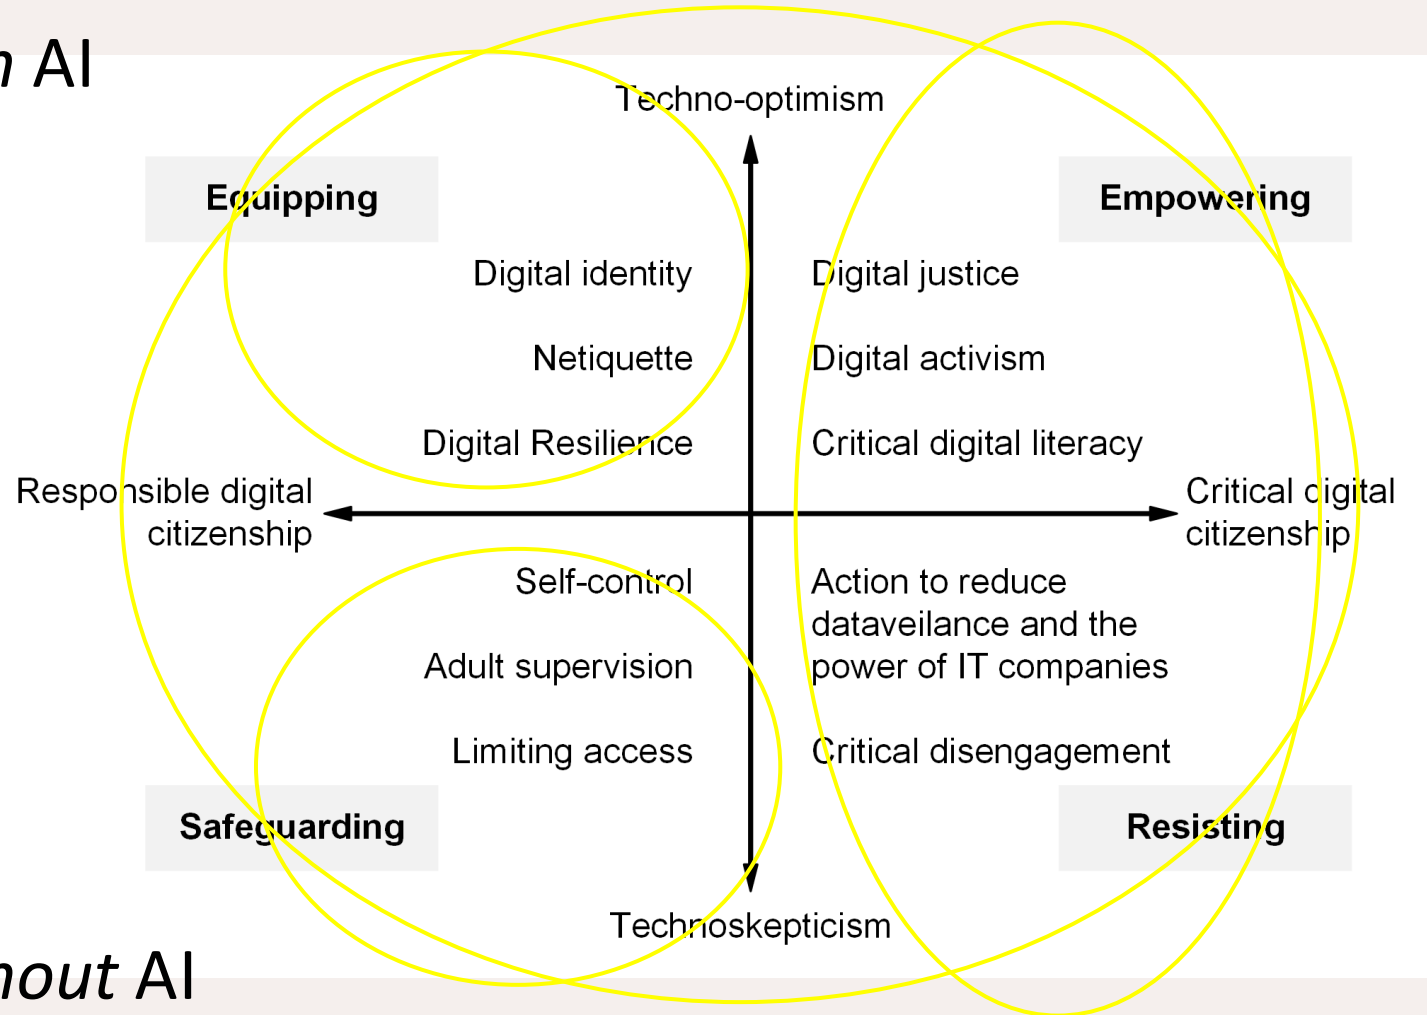 n AI
Techno-optimism
Equipping
Empowering
Digital identity
Digital justice
Netiquette
Digital activism
Digital Resilience
Critical digital literacy
Responsible digital
citizenship
Critical digital
citizenship
Self-control
Action to reduce
dataveilance and the
power of IT companies
Adult supervision
Limiting access
Critical disengagement
Safeguarding
Resisting
Technoskepticism
hout AI